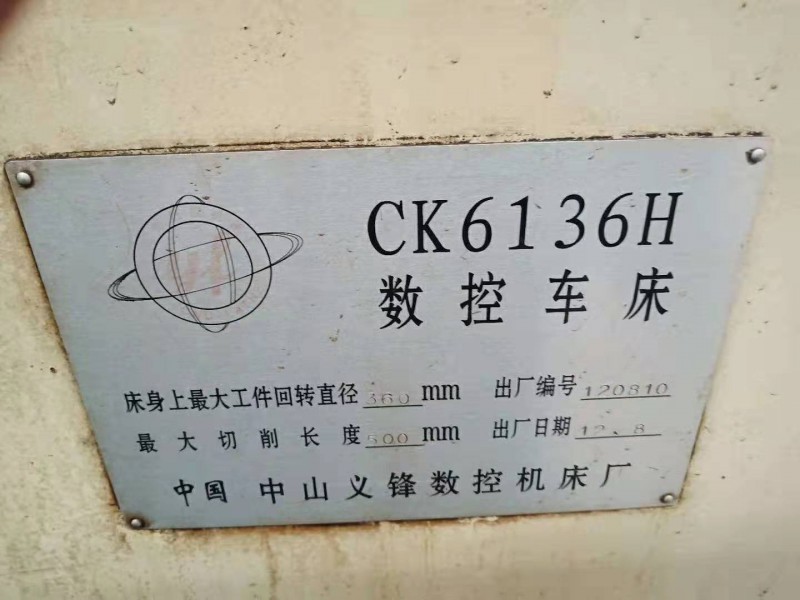 CK6136H
数控车床
床身上最大工件回转直径 360 mm 出厂编号 120810
最大切削长度 500 mm 出厂日期 12、8
中国 中山义锋数控机床厂